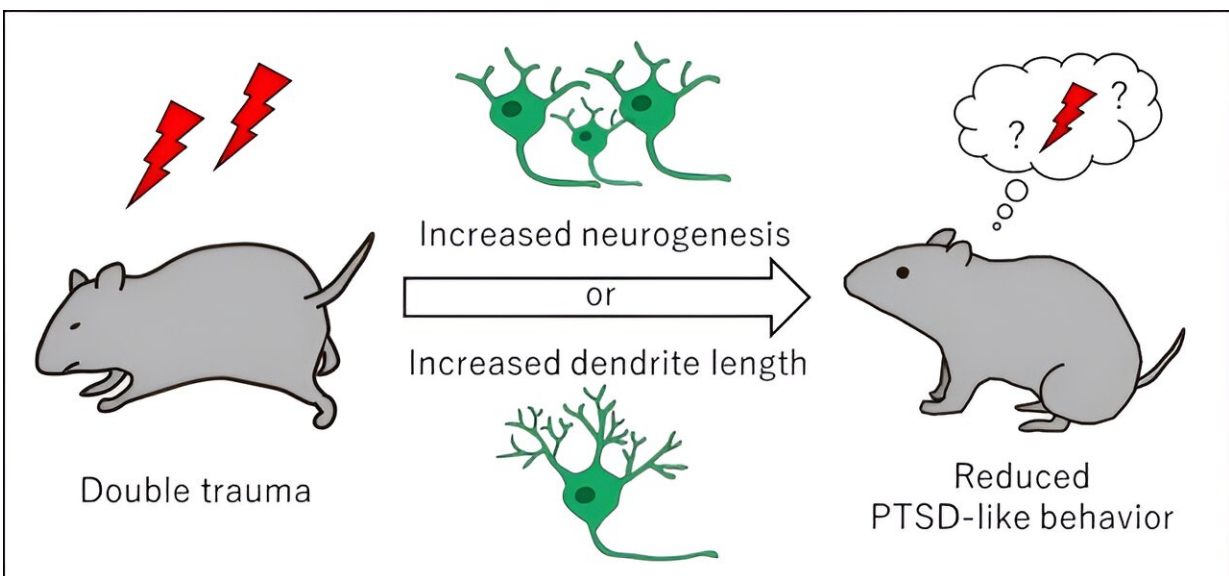 ? ?
Increased neurogenesis
or
Increased dendrite length
Double trauma
Reduced
PTSD-like behavior